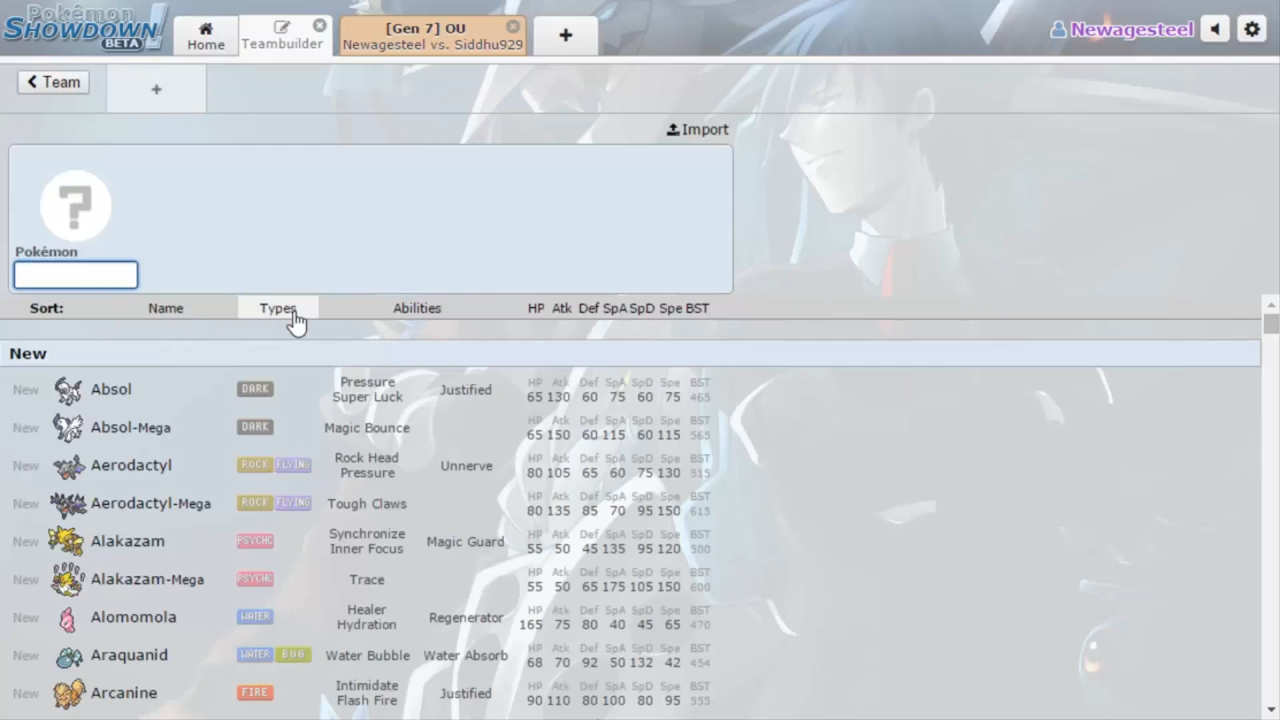 Pokémon
SHOWDOWN!
BETA
Home
Teambuilder
[Gen 7] OU
Newagesteel vs. Siddhu929
+
Newagesteel
Team
+
Import
?
Pokémon
Sort: Name Types Abilities HP Atk Def SpA SpD Spe BST
New
New Absol DARK Pressure Super Luck Justified HP 65 Atk 130 Def 60 SpA 75 SpD 60 Spe 75 BST 465
New Absol-Mega DARK Magic Bounce HP 65 Atk 150 Def 60 SpA 115 SpD 60 Spe 115 BST 565
New Aerodactyl ROCK FLYING Rock Head Pressure Unnerve HP 80 Atk 105 Def 65 SpA 60 SpD 75 Spe 130 BST 515
New Aerodactyl-Mega ROCK FLYING Tough Claws HP 80 Atk 135 Def 85 SpA 70 SpD 95 Spe 150 BST 615
New Alakazam PSYCHC Synchronize Inner Focus Magic Guard HP 55 Atk 50 Def 45 SpA 135 SpD 95 Spe 120 BST 500
New Alakazam-Mega PSYCHC Trace HP 55 Atk 50 Def 65 SpA 175 SpD 105 Spe 150 BST 600
New Alomomola WATER Healer Hydration Regenerator HP 165 Atk 75 Def 80 SpA 40 SpD 45 Spe 65 BST 470
New Araquanid WATER BUG Water Bubble Water Absorb HP 68 Atk 70 Def 92 SpA 50 SpD 132 Spe 42 BST 454
New Arcanine FIRE Intimidate Flash Fire Justified HP 90 Atk 110 Def 80 SpA 100 SpD 80 Spe 95 BST 555